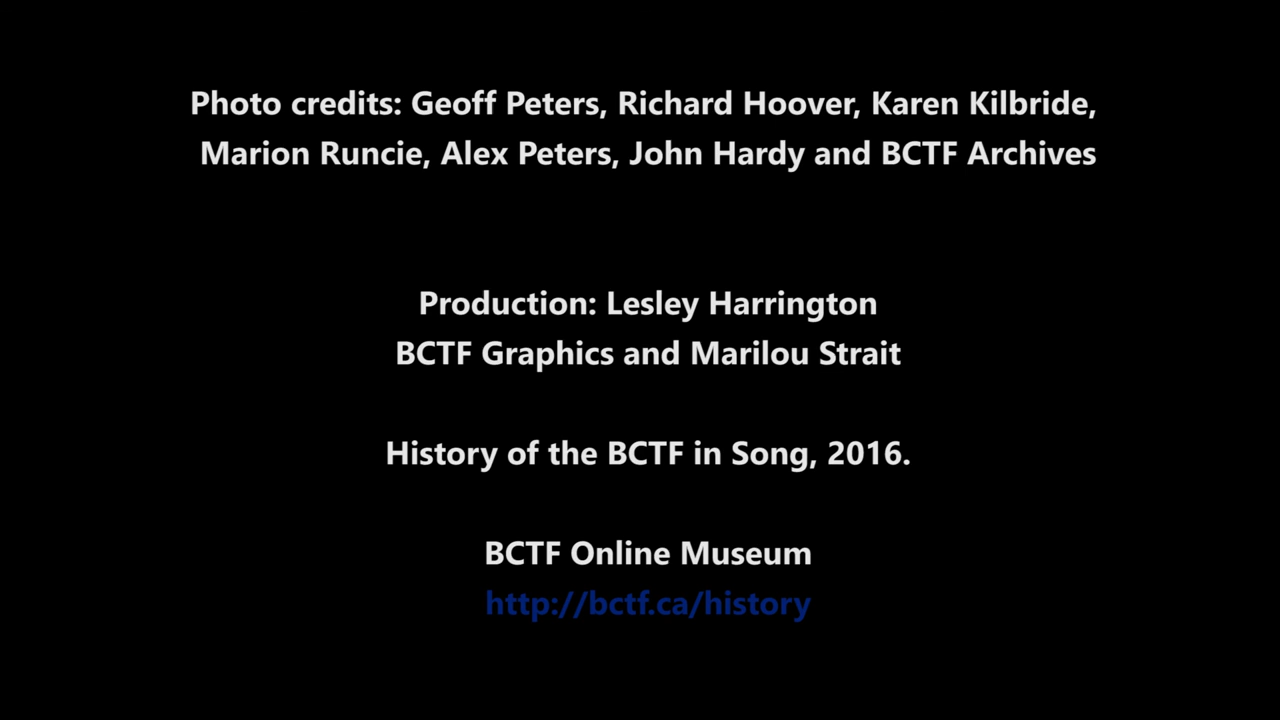 Photo credits: Geoff Peters, Richard Hoover, Karen Kilbride,
Marion Runcie, Alex Peters, John Hardy and BCTF Archives
Production: Lesley Harrington
BCTF Graphics and Marilou Strait
History of the BCTF in Song, 2016.
BCTF Online Museum
http://bctf.ca/history